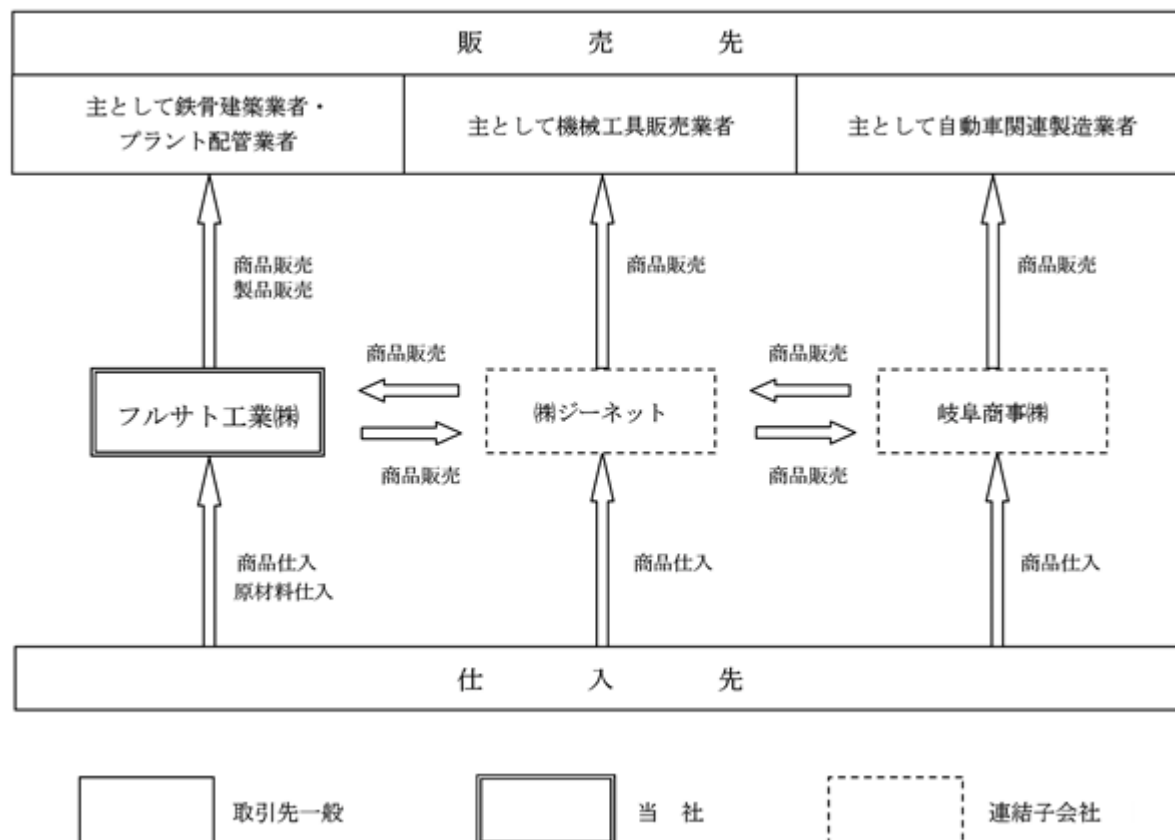 販売先
主として鉄骨建築業者・
プラント配管業者
主として機械工具販売業者
主として自動車関連製造業者
商品販売
製品販売
商品販売
商品販売
商品販売
商品販売
フルサト工業㈱
㈱ジーネット
岐阜商事㈱
商品販売
商品販売
商品仕入
原材料仕入
商品仕入
商品仕入
仕入先
取引先一般
当社
連結子会社